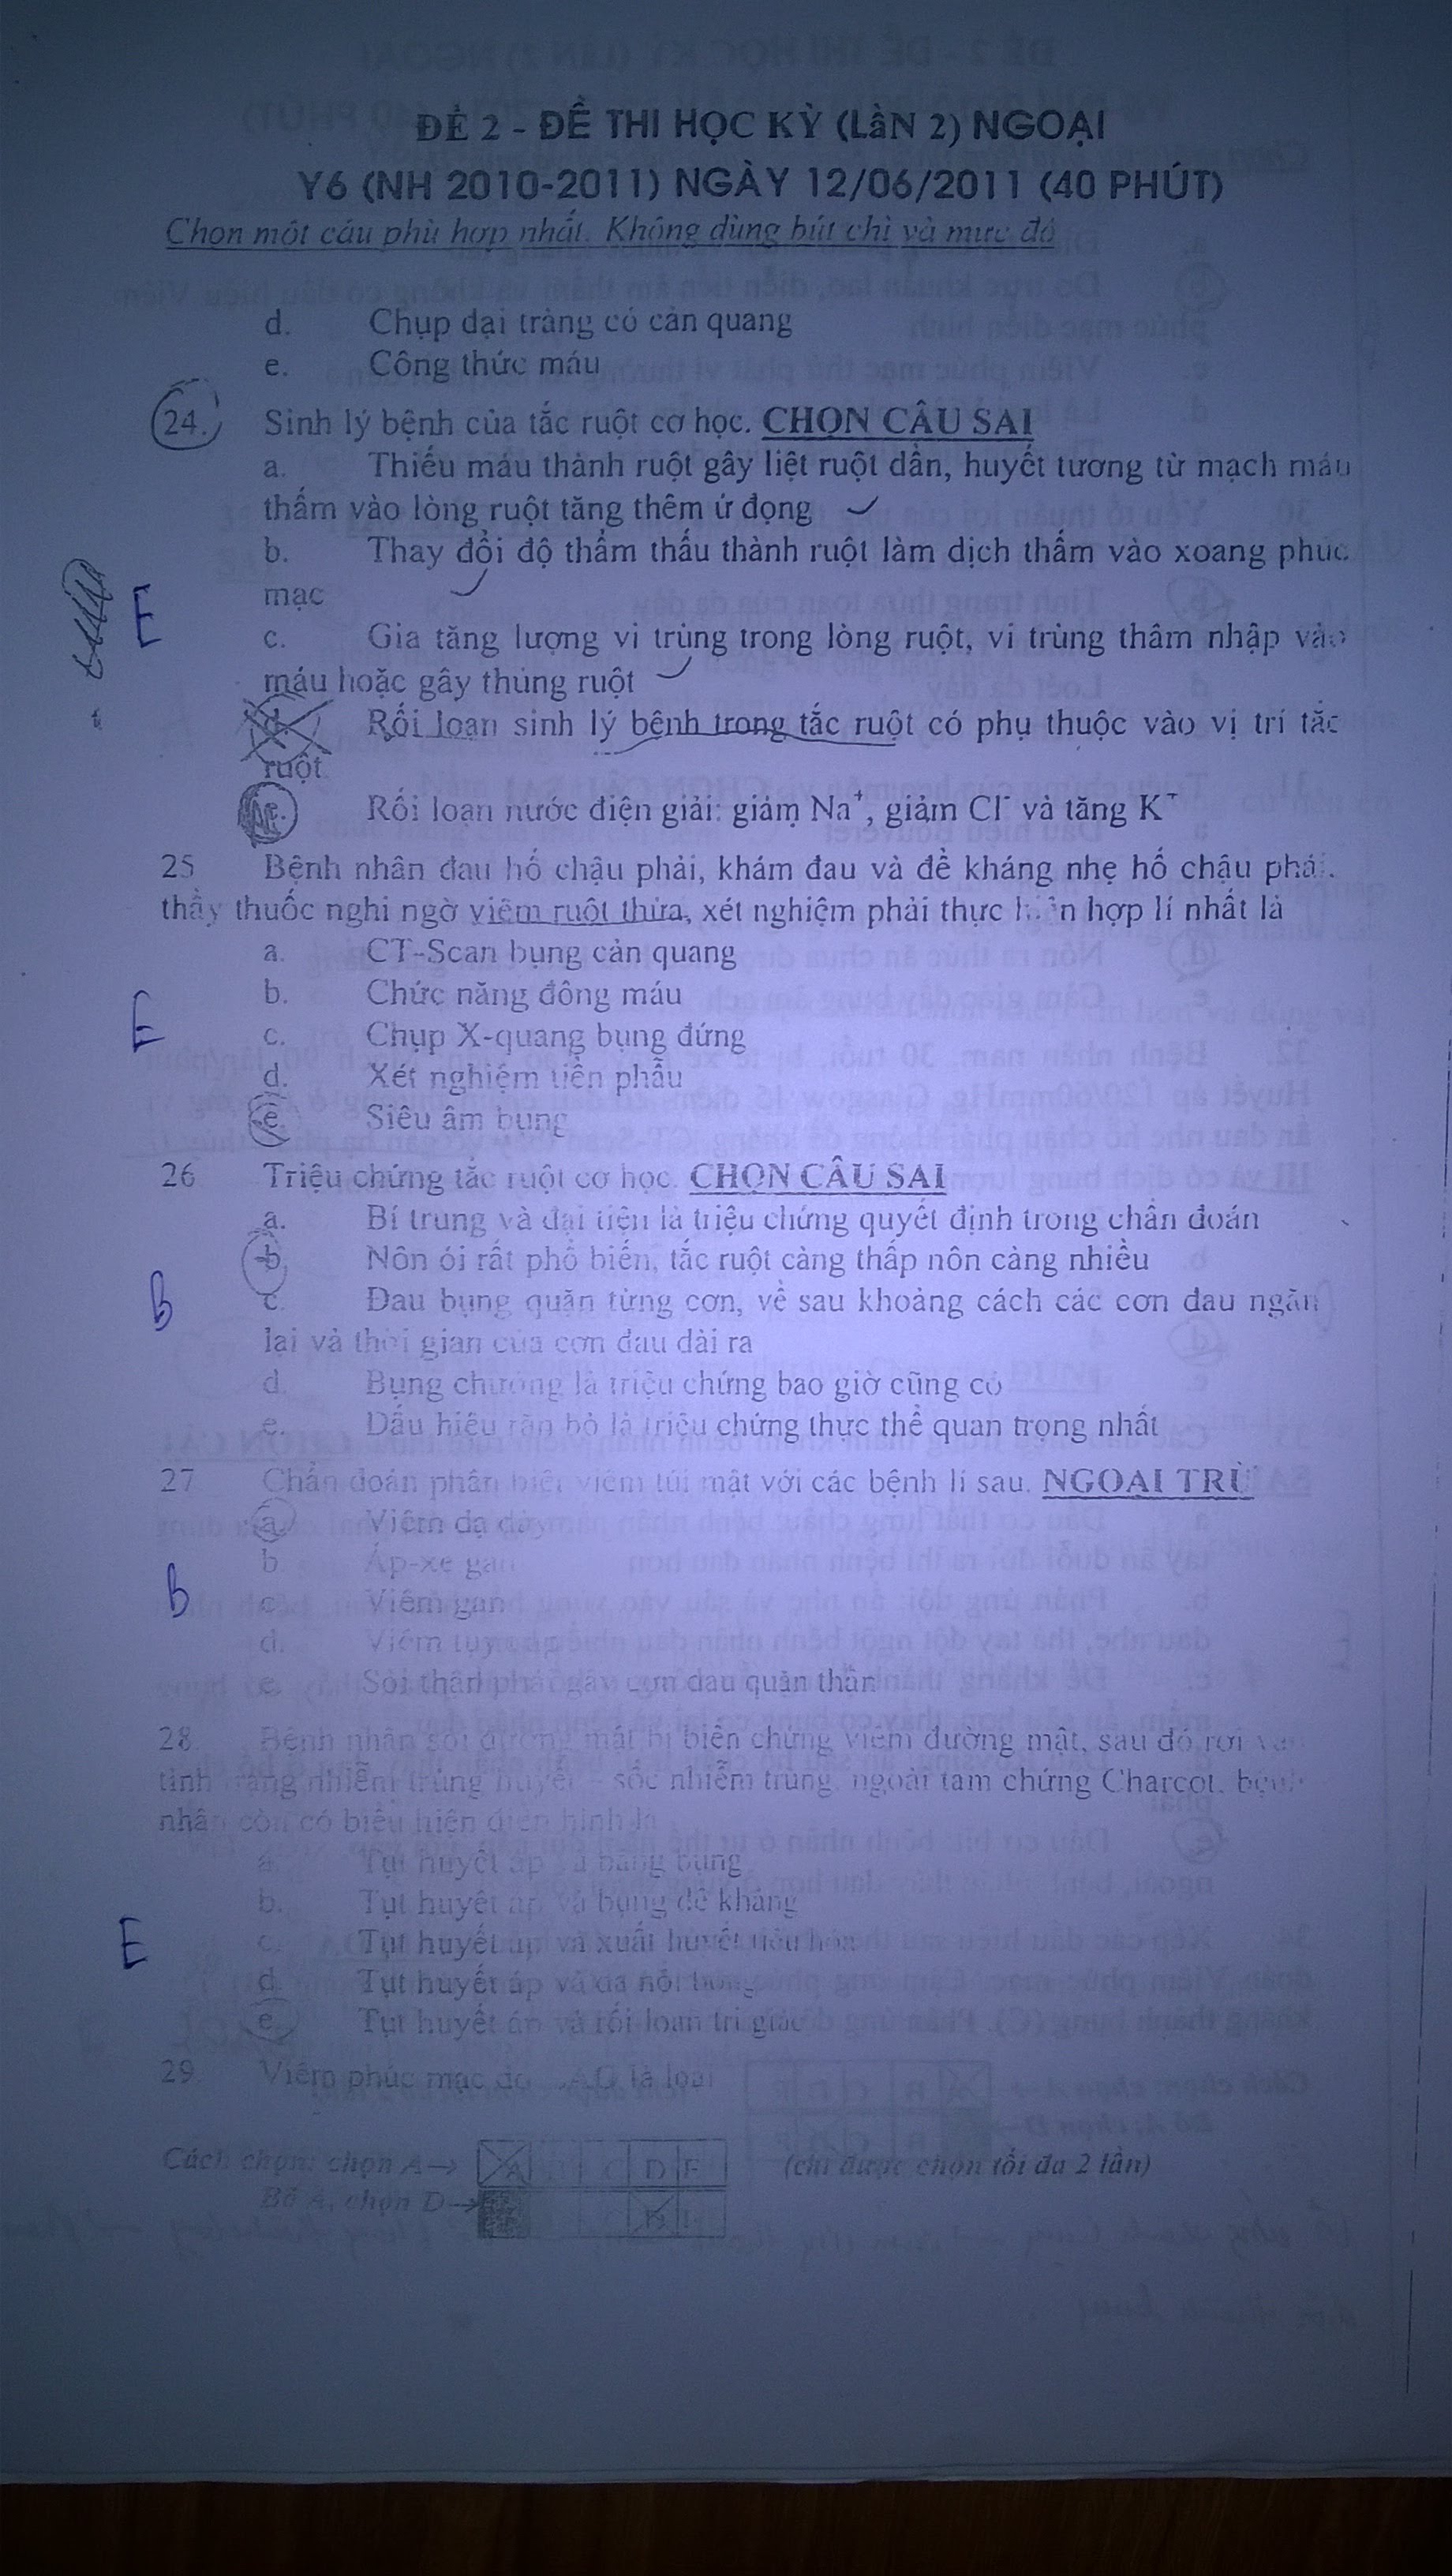 ĐỀ 2 - ĐỀ THI HỌC KỲ (LầN 2) NGOẠI
Y6 (NH 2010-2011) NGÀY 12/06/2011 (40 PHÚT)
Chọn một câu phù hợp nhất. Không dùng bút chì và mực đỏ
d. Chụp đại tràng có cản quang
e. Công thức máu
24. Sinh lý bệnh của tắc ruột cơ học. CHỌN CÂU SAI
a. Thiếu máu thành ruột gây liệt ruột dần, huyết tương từ mạch máu
thấm vào lòng ruột tăng thêm ứ đọng
b. Thay đổi độ thẩm thấu thành ruột làm dịch thấm vào xoang phúc
mạc
E
c. Gia tăng lượng vi trùng trong lòng ruột, vi trùng thâm nhập vào
máu hoặc gây thủng ruột
d. Rối loạn sinh lý bệnh trong tắc ruột có phụ thuộc vào vị trí tắc
ruột
e. Rối loạn nước điện giải: giảm Na+, giảm Cl- và tăng K+
25 Bệnh nhân đau hố chậu phải, khám đau và đề kháng nhẹ hố chậu phải.
thầy thuốc nghi ngờ viêm ruột thừa, xét nghiệm phải thực hiện hợp lí nhất là
a. CT-Scan bụng cản quang
b. Chức năng đông máu
E
c. Chụp X-quang bụng đứng
d. Xét nghiệm tiền phẫu
e. Siêu âm bụng
26 Triệu chứng tắc ruột cơ học. CHỌN CÂU SAI
a. Bí trung và đại tiện là triệu chứng quyết định trong chẩn đoán
b. Nôn ói rất phổ biến, tắc ruột càng thấp nôn càng nhiều
B
c. Đau bụng quặn từng cơn, về sau khoảng cách các cơn đau ngắn
lại và thời gian của cơn đau dài ra
d. Bụng chướng là triệu chứng bao giờ cũng có
e. Dấu hiệu rắn bò là triệu chứng thực thể quan trọng nhất
27 Chẩn đoán phân biệt viêm túi mật với các bệnh lí sau. NGOẠI TRỪ
a. Viêm dạ dày
b. Áp-xe gan
B
c. Viêm gan
d. Viêm tụy cấp
e. Sỏi thận phải gây cơn đau quặn thận
28. Bệnh nhân sỏi đường mật bị biến chứng viêm đường mật, sau đó rơi vào
tình trạng nhiễm trùng huyết - sốc nhiễm trùng, ngoài tam chứng Charcot, bệnh
nhân còn có biểu hiện điển hình là
a. Tụt huyết áp và báng bụng
b. Tụt huyết áp và bụng đề kháng
E
c. Tụt huyết áp và xuất huyết tiêu hóa
d. Tụt huyết áp và da nổi bông
e. Tụt huyết áp và rối loạn tri giác
29. Viêm phúc mạc do là loại
Cách chọn: chọn A→ A C D E (chỉ được chọn tối đa 2 lần)
Bỏ A, chọn D→ D